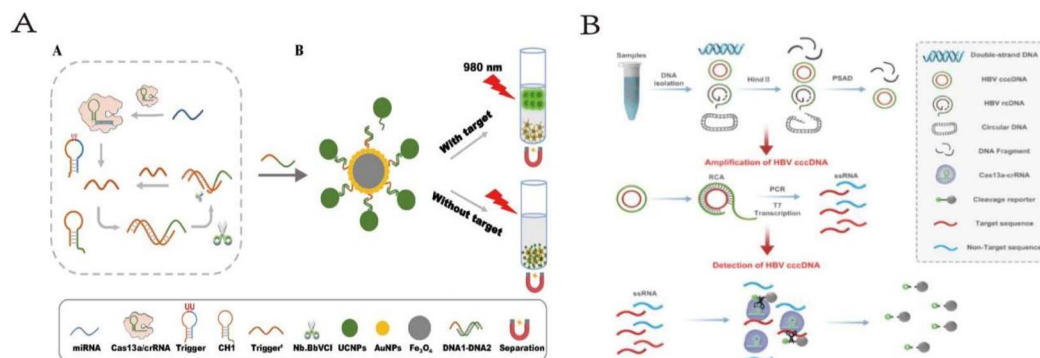 A
A
B
980 nm
With target
Without target
UU
UU
miRNA Cas13a/crRNA Trigger CH1 Trigger' Nb.BbVCI UCNPs AuNPs Fe3O4 DNA1-DNA2 Separation
B
Samples
DNA isolation
Hind II
PSAD
Amplification of HBV cccDNA
RCA
PCR
T7 Transcription
ssRNA
Detection of HBV cccDNA
ssRNA
Double-strand DNA
HBV cccDNA
HBV rcDNA
Circular DNA
DNA Fragment
Cas13a-crRNA
Cleavage reporter
Target sequence
Non-Target sequence